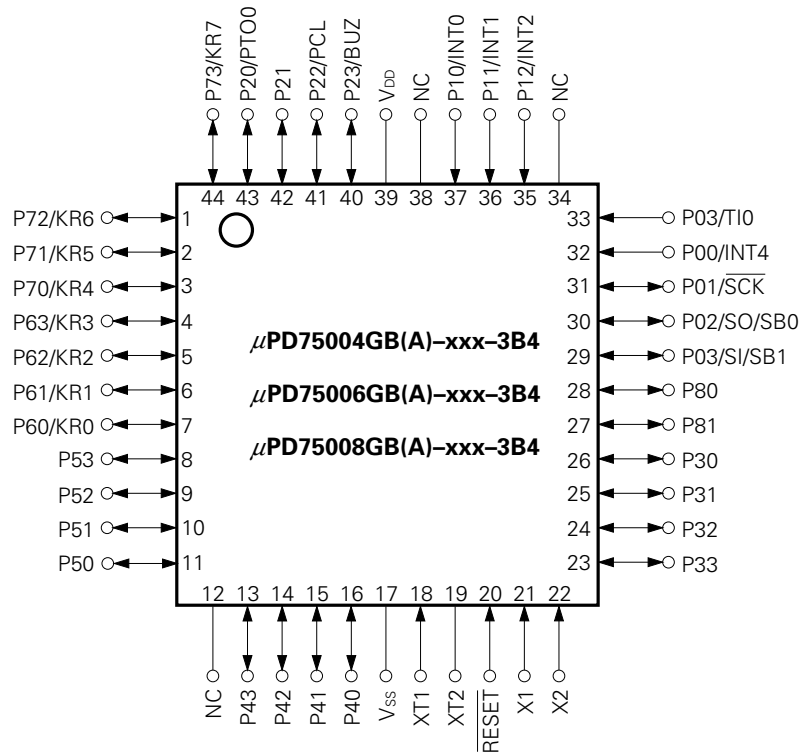 P73/KR7
P20/PTO0
P21
P22/PCL
P23/BUZ
VDD
NC
P10/INT0
P11/INT1
P12/INT2
NC
44 43 42 41 40 39 38 37 36 35 34
P72/KR6 1
P71/KR5 2
P70/KR4 3
P63/KR3 4
P62/KR2 5
P61/KR1 6
P60/KR0 7
P53 8
P52 9
P51 10
P50 11
33 P03/TI0
32 P00/INT4
31 P01/S̅C̅K̅
30 P02/SO/SB0
29 P03/SI/SB1
28 P80
27 P81
26 P30
25 P31
24 P32
23 P33
μPD75004GB(A)–xxx–3B4
μPD75006GB(A)–xxx–3B4
μPD75008GB(A)–xxx–3B4
12 13 14 15 16 17 18 19 20 21 22
NC
P43
P42
P41
P40
VSS
XT1
XT2
R̅E̅S̅E̅T̅
X1
X2